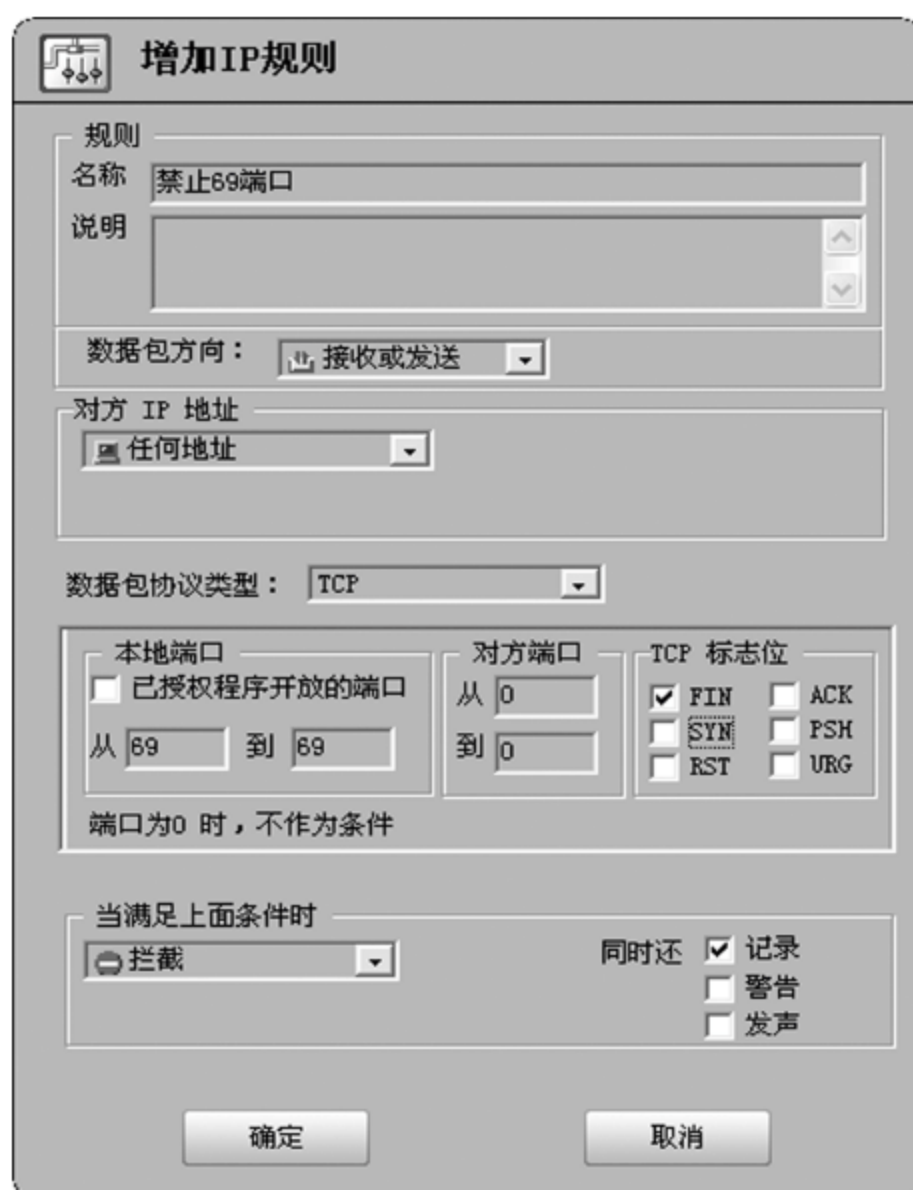 增加IP规则
规则
名称 禁止69端口
说明
数据包方向： 接收或发送
对方 IP 地址
任何地址
数据包协议类型： TCP
本地端口 对方端口 TCP 标志位
已授权程序开放的端口 从 0 FIN ACK
从 69 到 69 到 0 SYN PSH
RST URG
端口为0 时，不作为条件
当满足上面条件时
拦截 同时还 记录
警告
发声
确定 取消